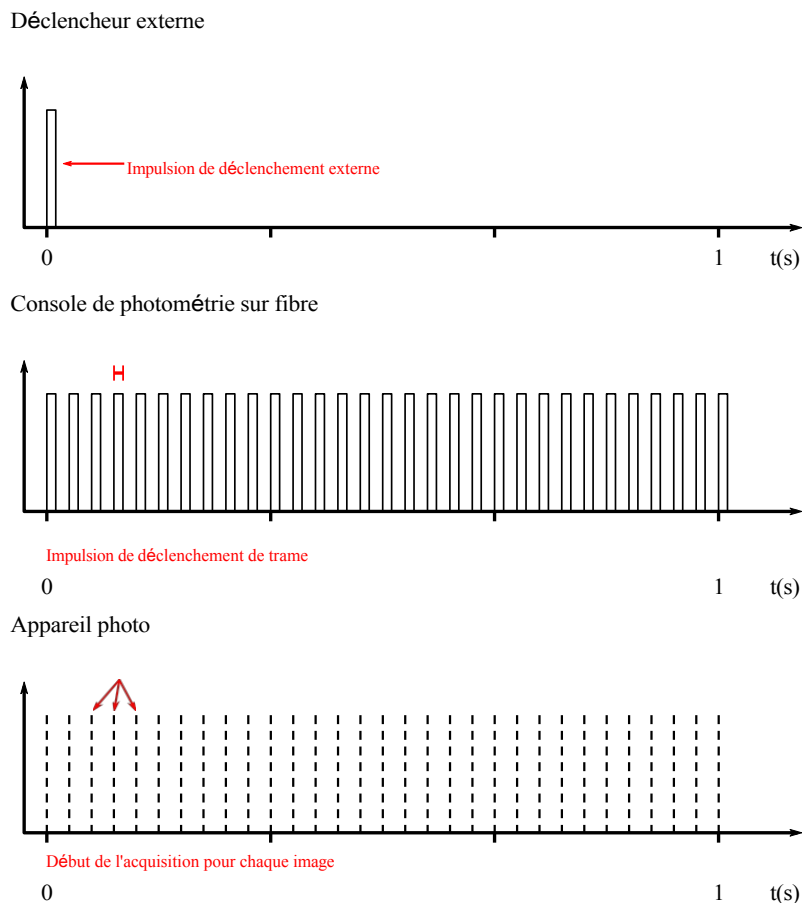 Déclencheur externe
Impulsion de déclenchement externe
0 1 t(s)
Console de photométrie sur fibre
Impulsion de déclenchement de trame
0 1 t(s)
Appareil photo
Début de l'acquisition pour chaque image
0 1 t(s)